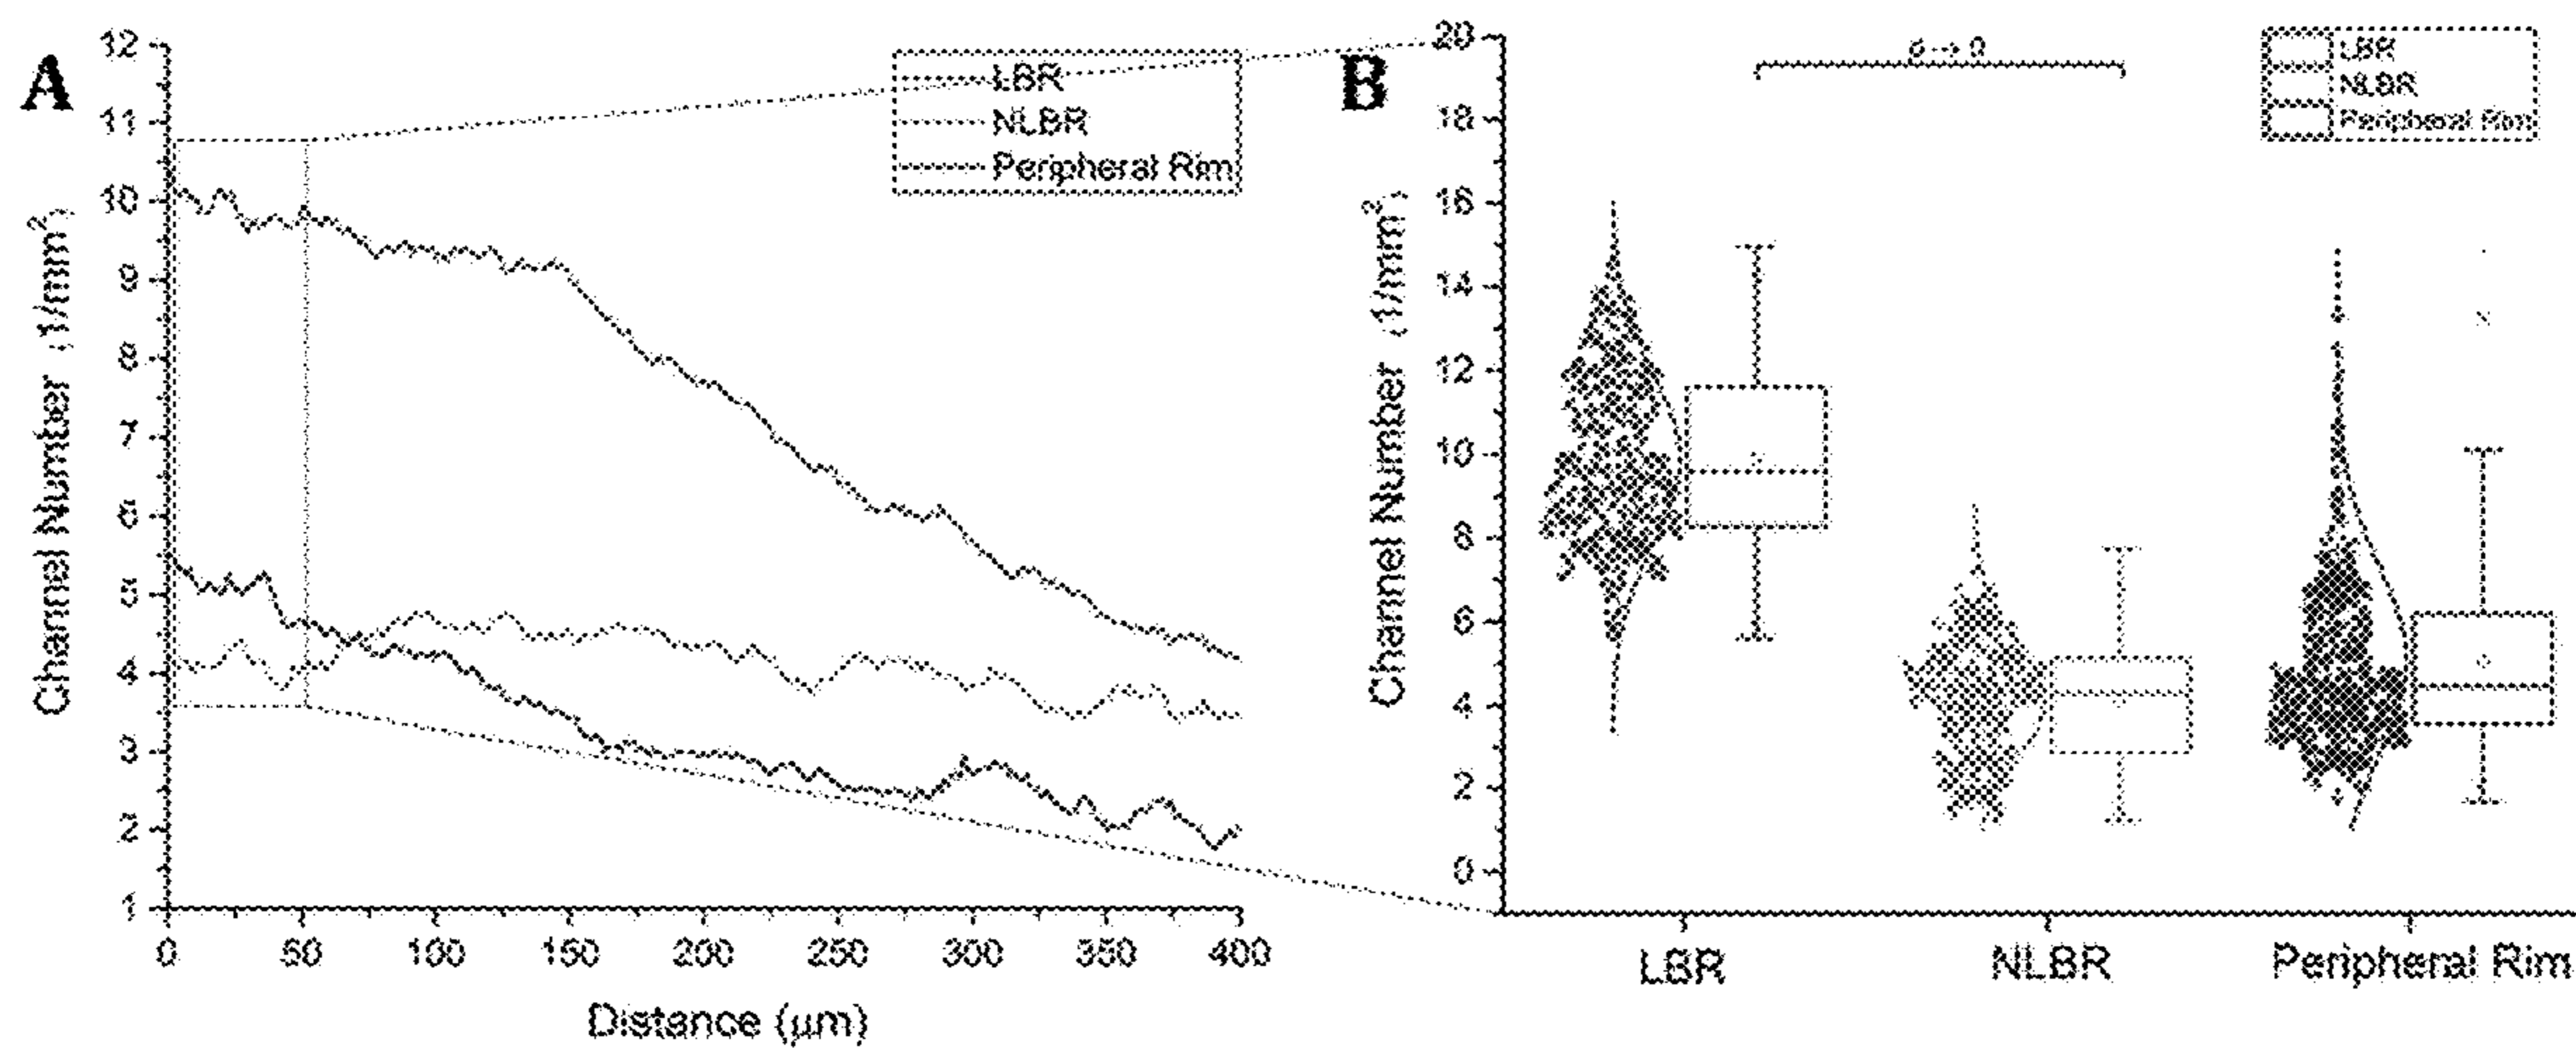 A
12
11
10
9
8
7
6
5
4
3
2
1
Channel Number (1/mm²)
LBR
NLBR
Peripheral Rim
0 50 100 150 200 250 300 350 400
Distance (μm)
B
20
18
16
14
12
10
8
6
4
2
0
Channel Number (1/mm²)
LBR
NLBR
Peripheral Rim
LBR NLBR Peripheral Rim